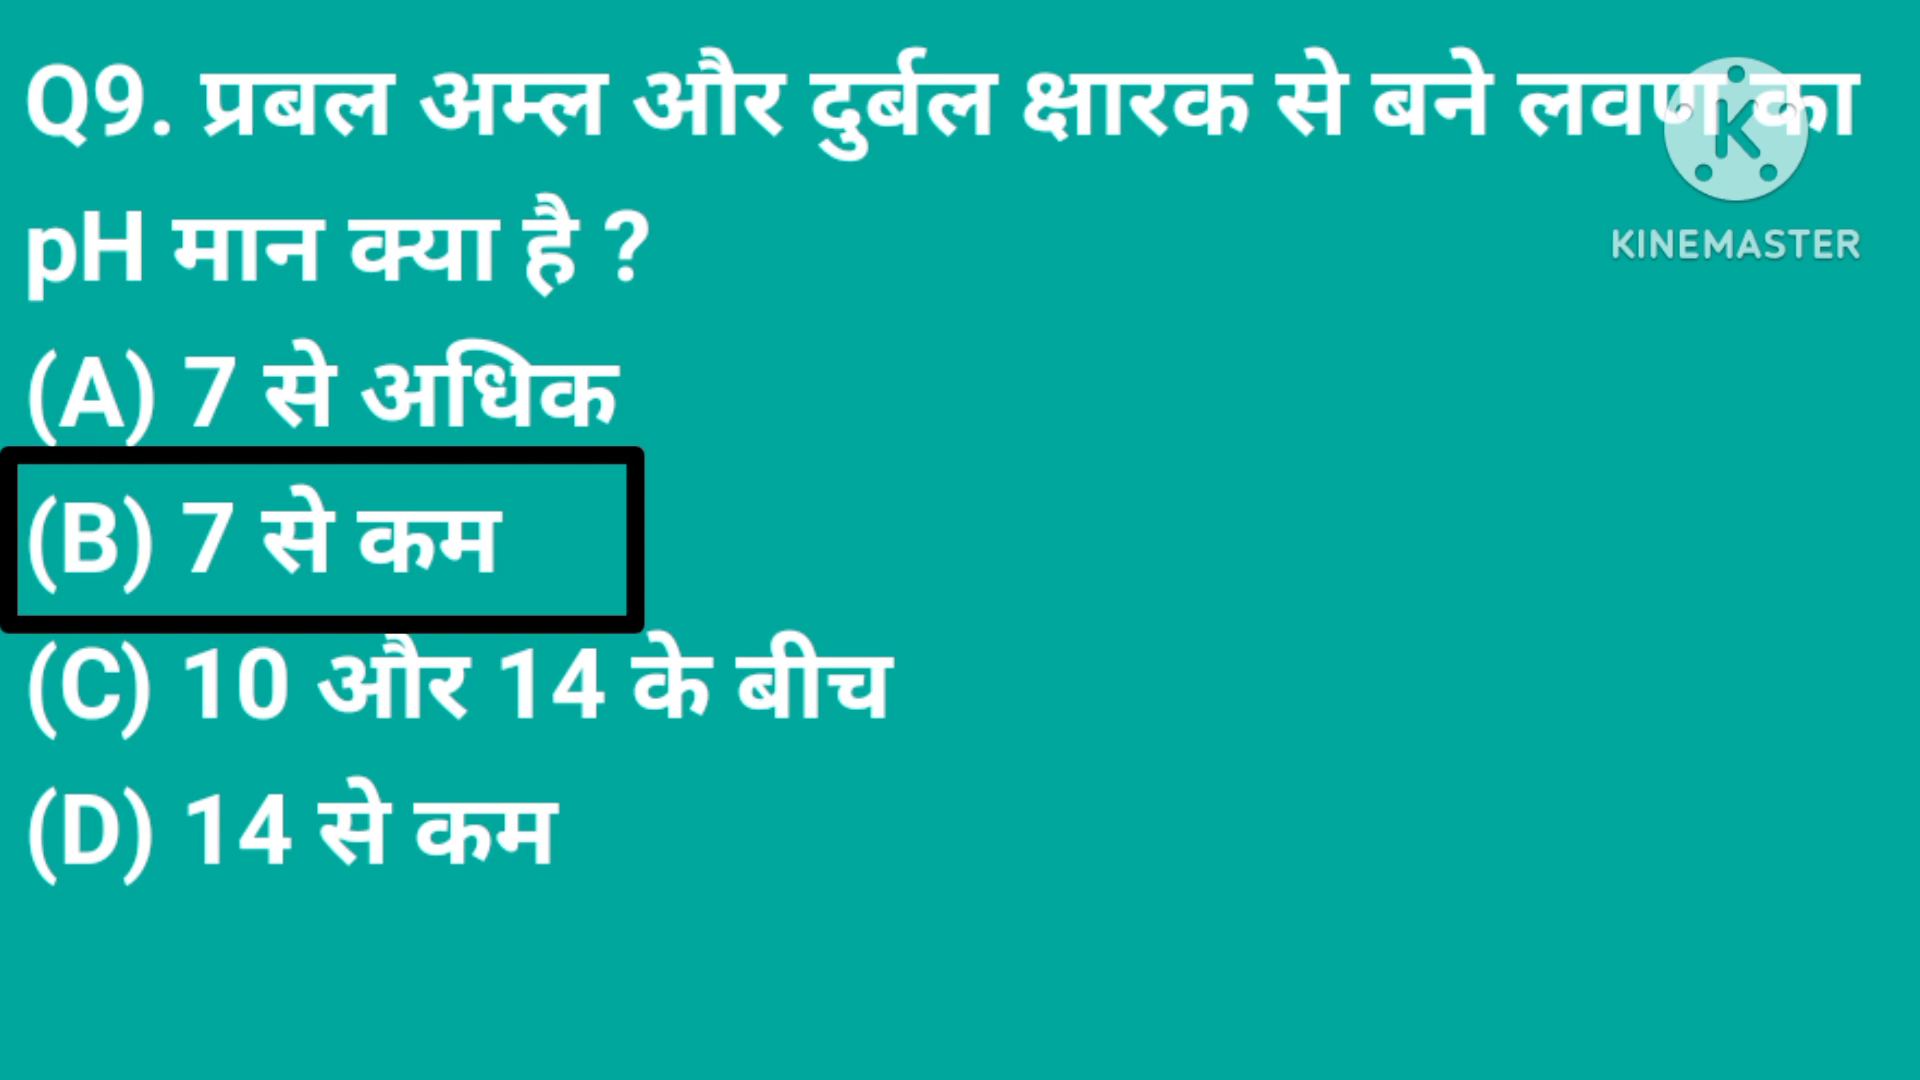 Q9. प्रबल अम्ल और दुर्बल क्षारक से बने लवण का
pH मान क्या है ?
(A) 7 से अधिक
(B) 7 से कम
(C) 10 और 14 के बीच
(D) 14 से कम
K
KINEMASTER